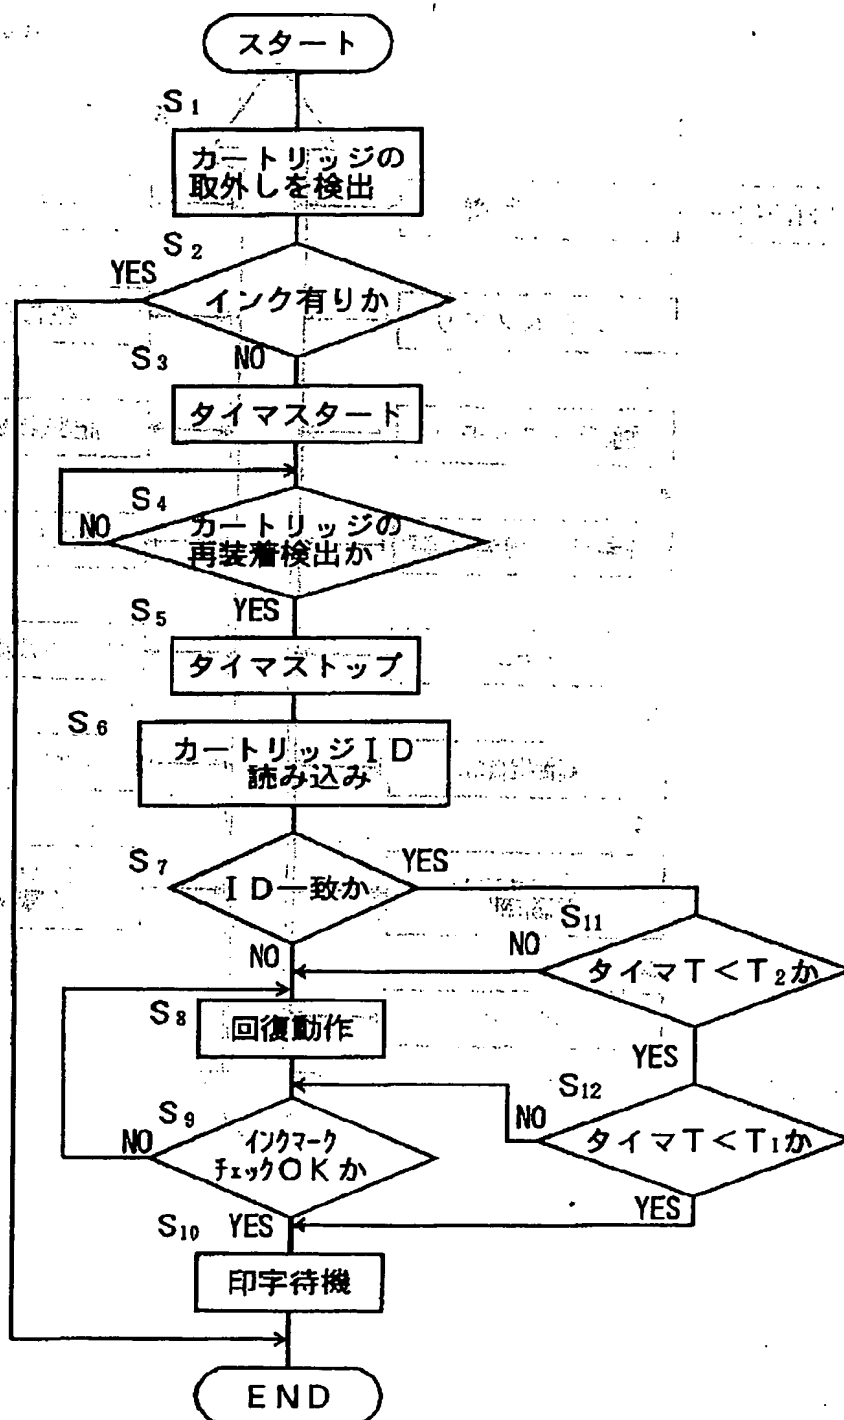 スタート
S1
カートリッジの
取外しを検出
S2
YES
インク有りか
S3
NO
タイマスタート
S4
NO
カートリッジの
再装着検出か
S5
YES
タイマストップ
S6
カートリッジID
読み込み
S7
YES
ID一致か
S11
NO
NO
タイマT<T2か
S8
回復動作
YES
S12
S9
NO
NO
インクマーク
チェックOKか
タイマT<T1か
S10
YES
YES
印字待機
END